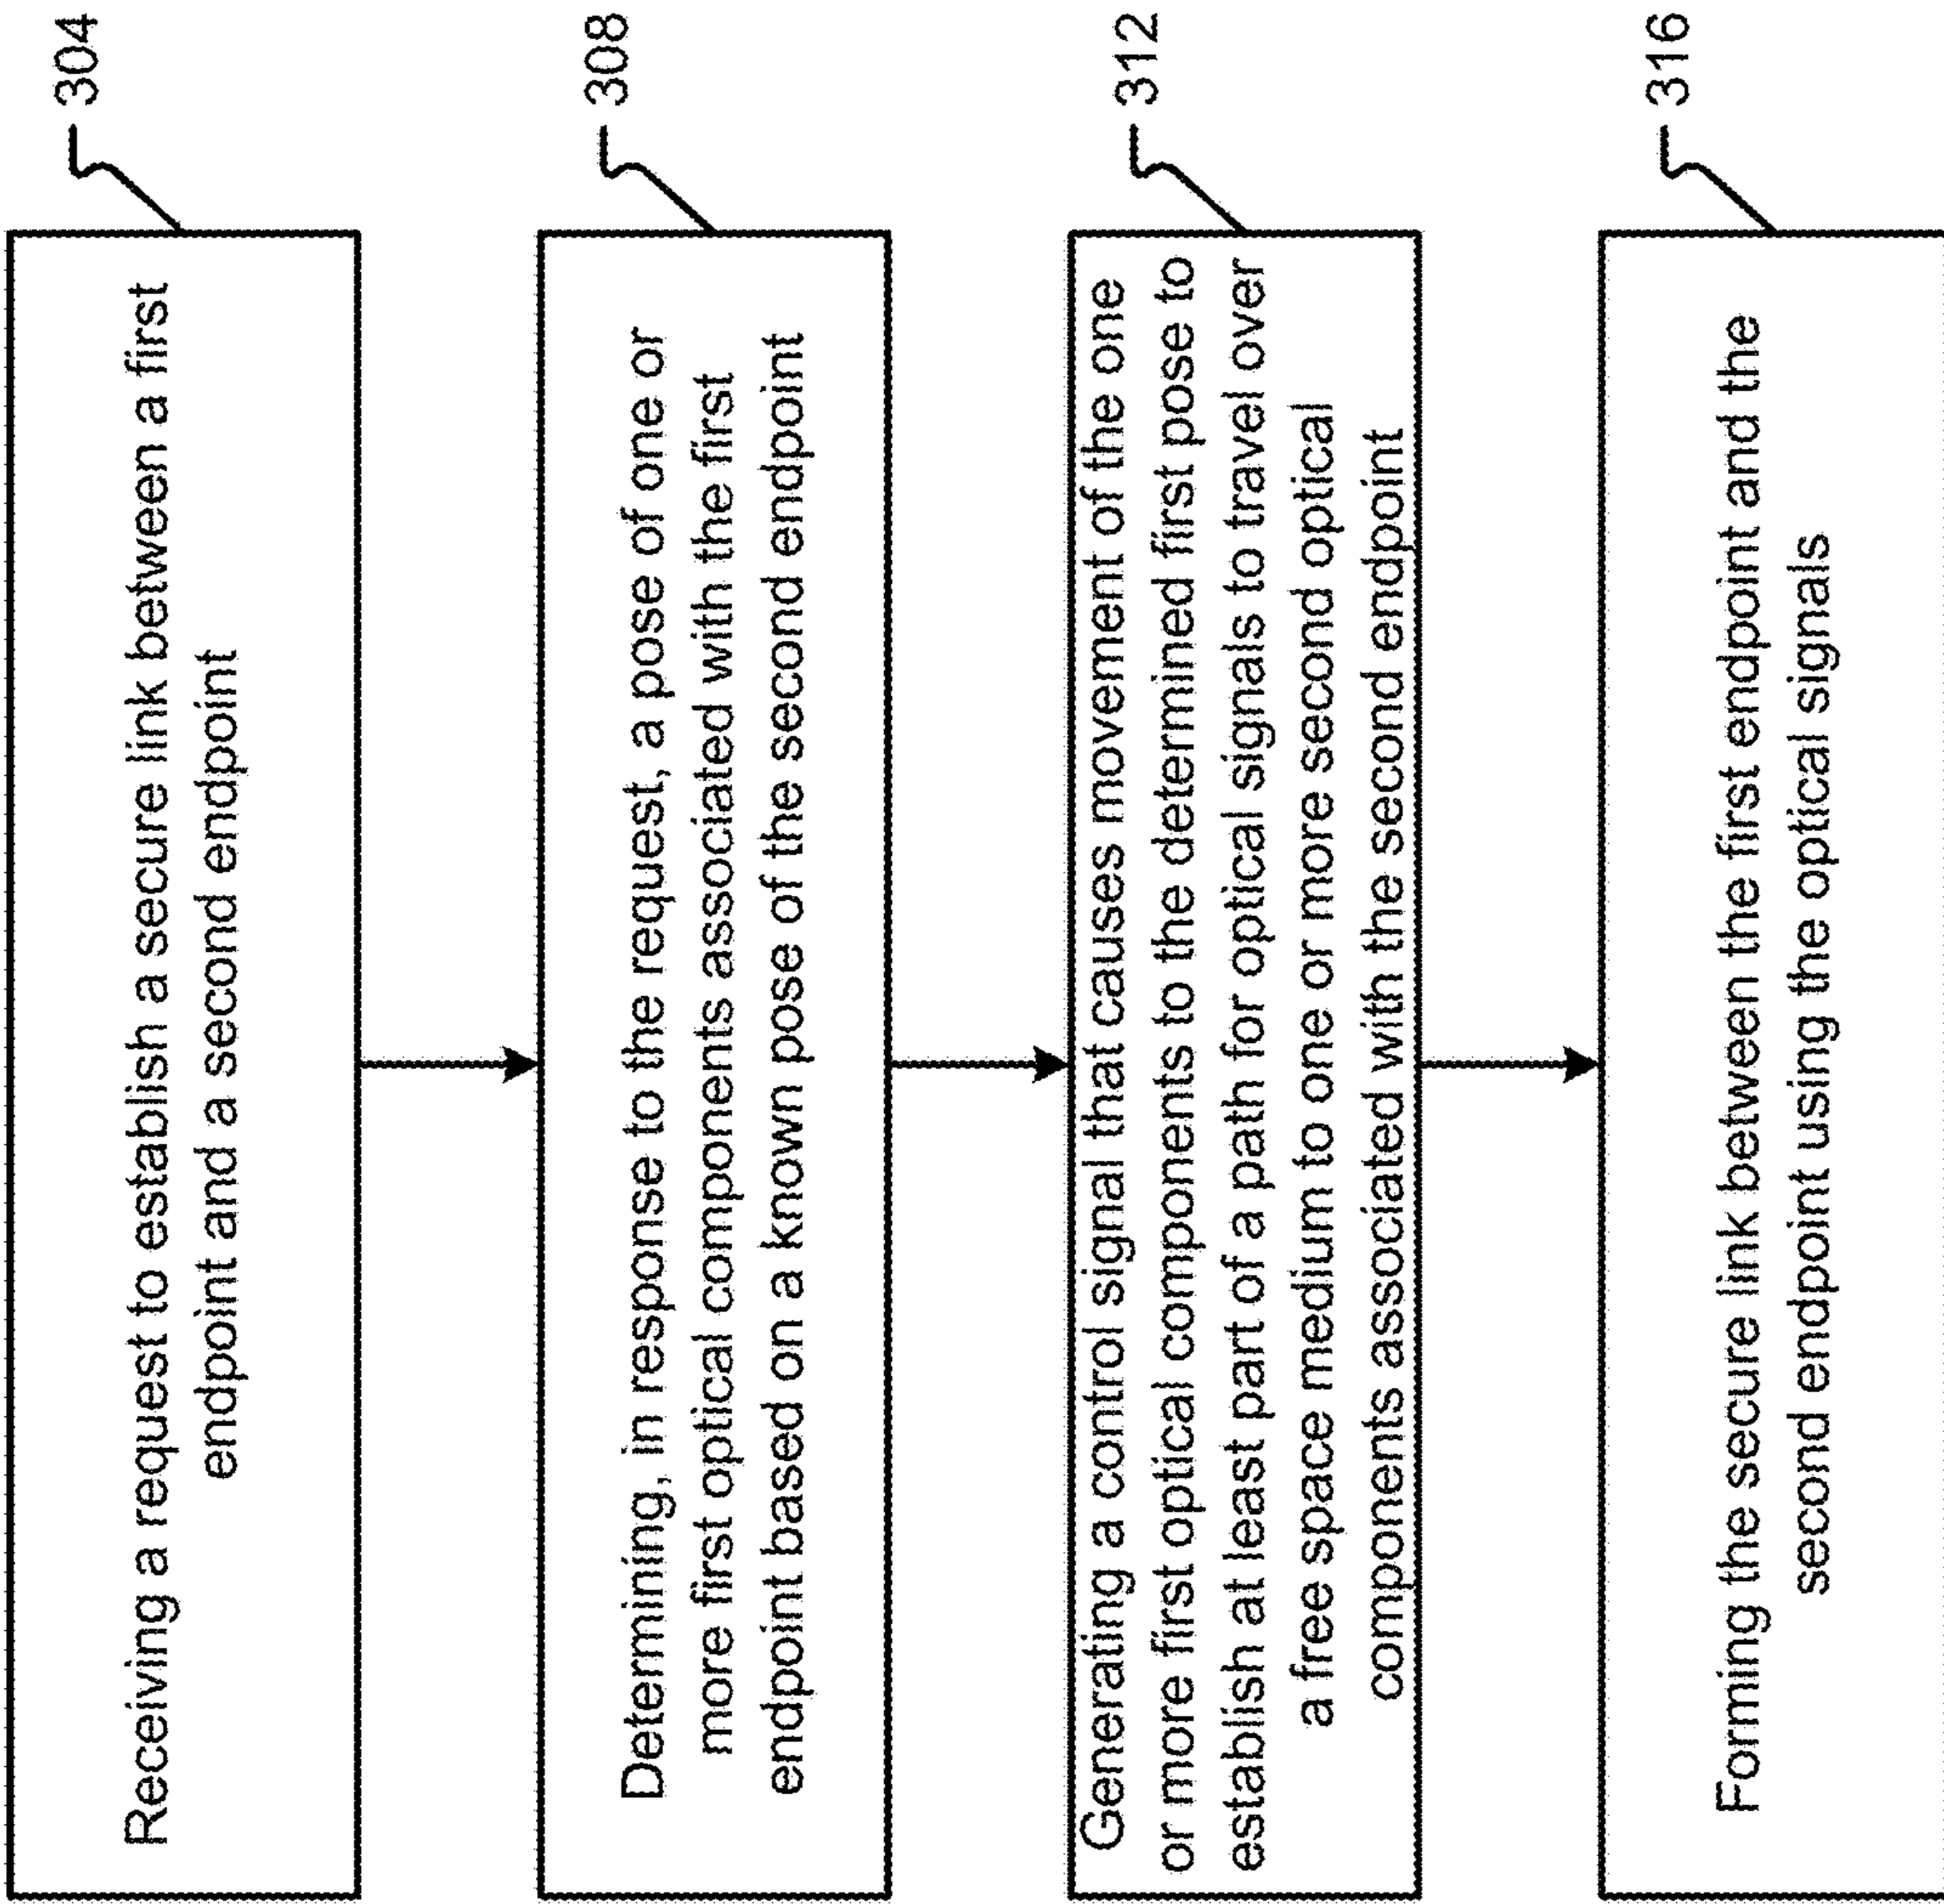 Receiving a request to establish a secure link between a first
endpoint and a second endpoint
304
Determining, in response to the request, a pose of one or
more first optical components associated with the first
endpoint based on a known pose of the second endpoint
308
Generating a control signal that causes movement of the one
or more first optical components to the determined first pose to
establish at least part of a path for optical signals to travel over
a free space medium to one or more second optical
components associated with the second endpoint
312
Forming the secure link between the first endpoint and the
second endpoint using the optical signals
316